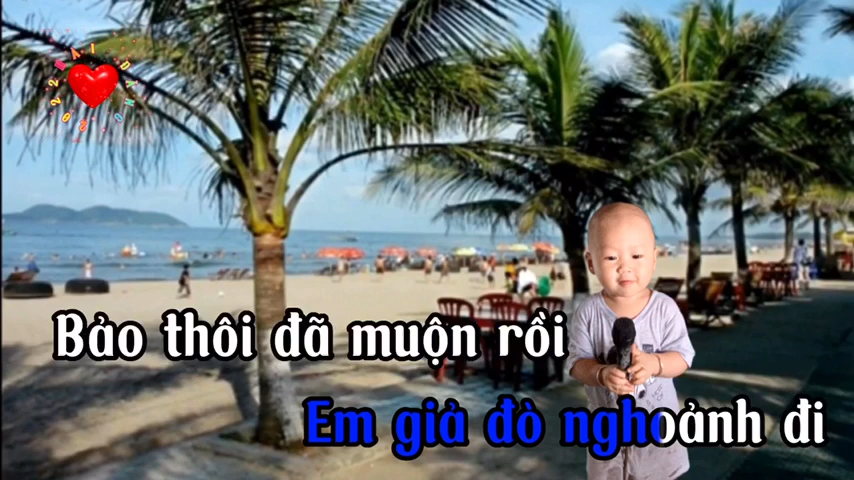 Bảo thôi đã muộn rồi
Em giả đò nghoảnh đi